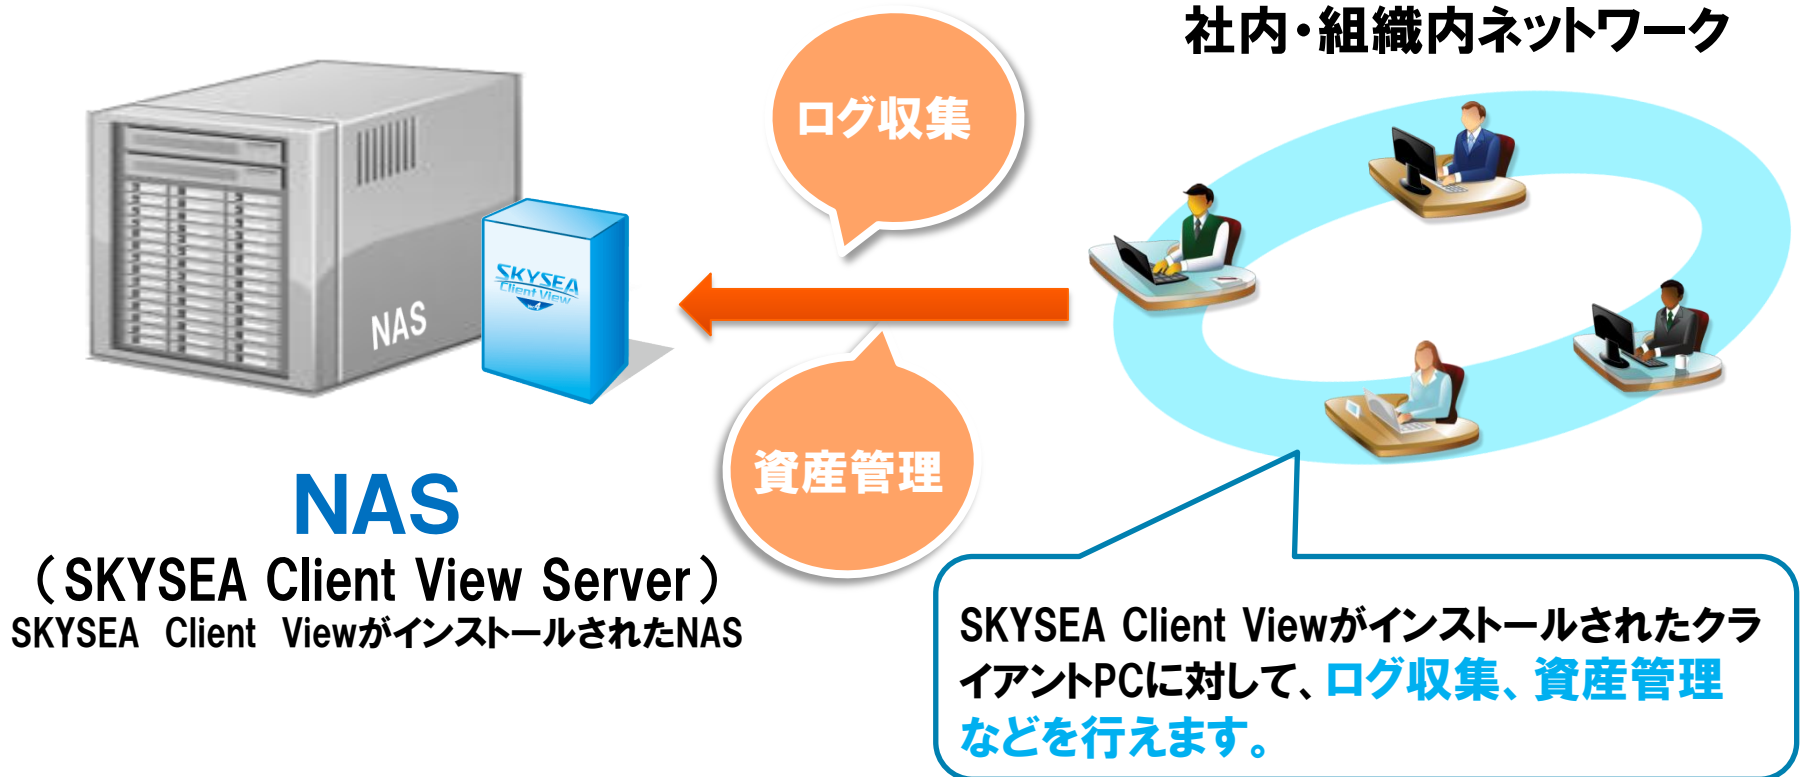 社内・組織内ネットワーク
ログ収集
SKYSEA
Client View
NAS
資産管理
NAS
（SKYSEA Client View Server）
SKYSEA Client ViewがインストールされたNAS
SKYSEA Client Viewがインストールされたクラ
イアントPCに対して、ログ収集、資産管理
などを行えます。